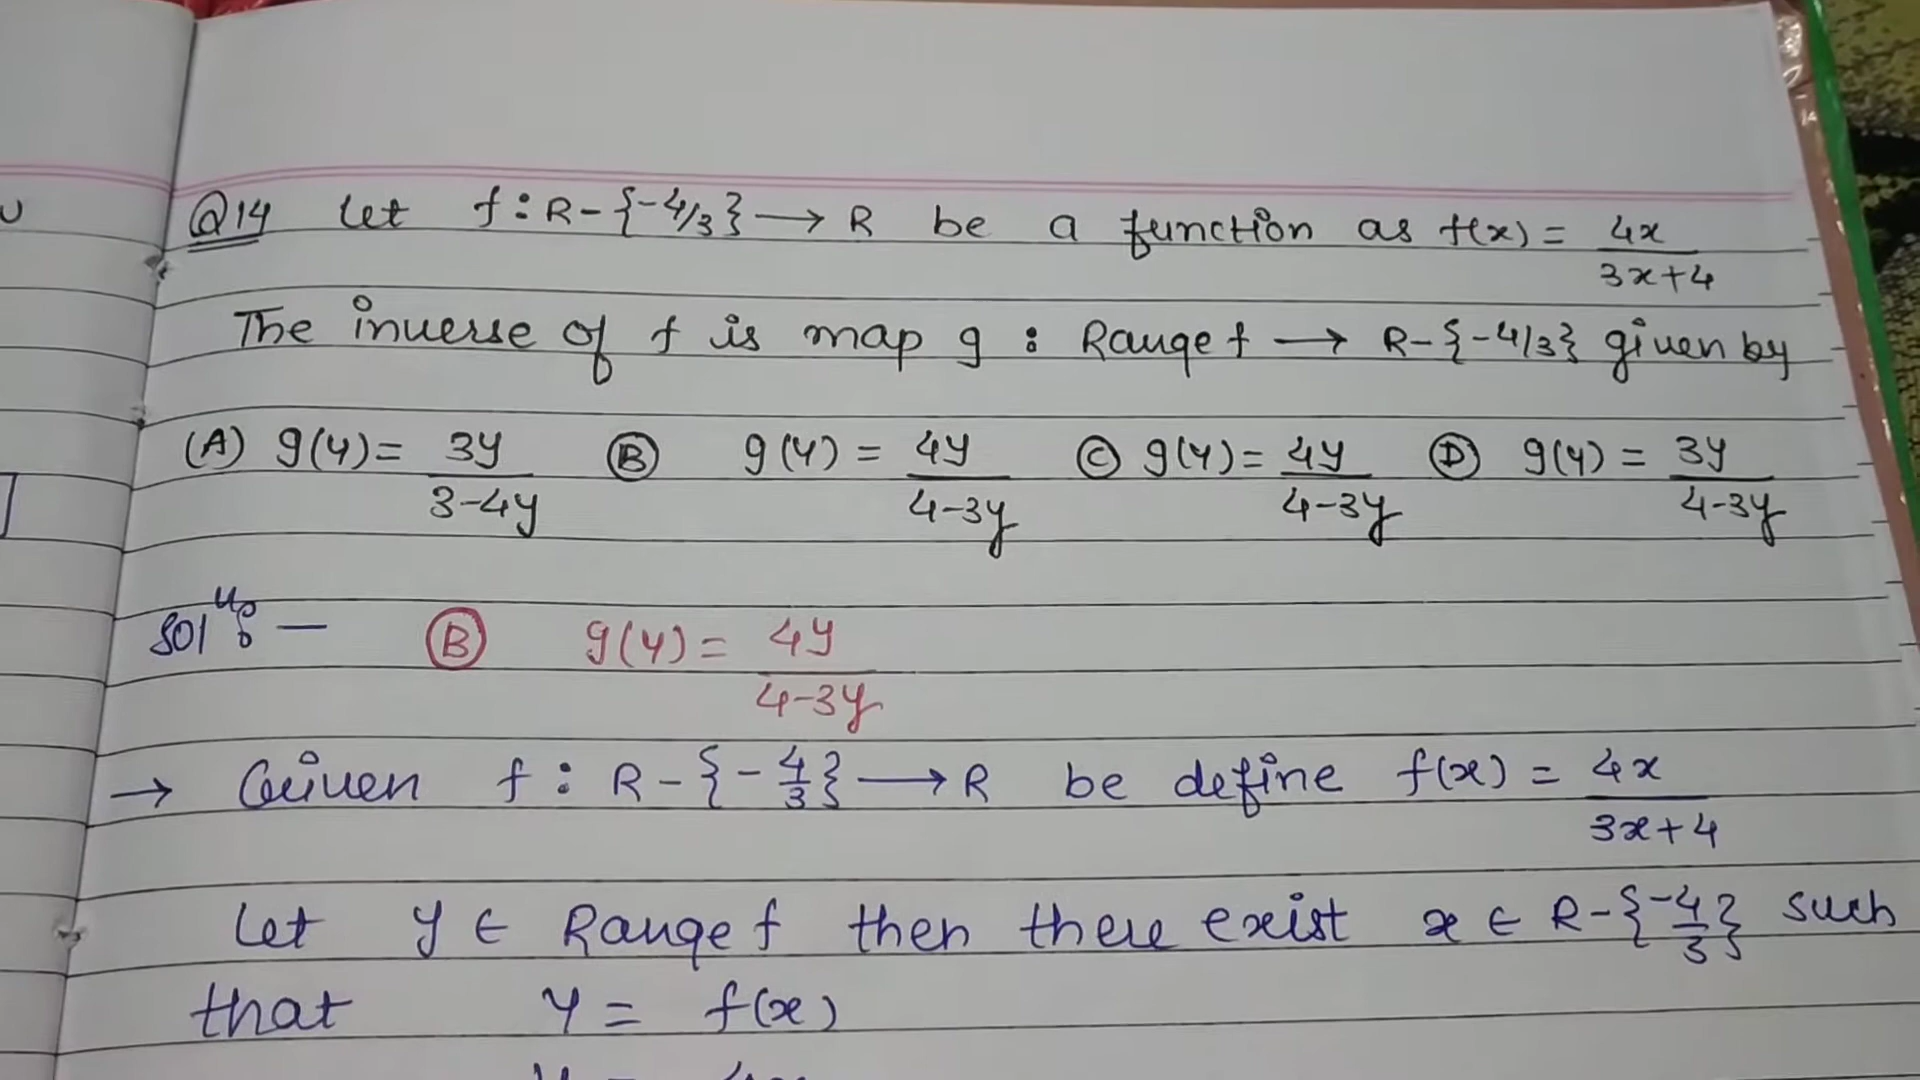 Q14 Let f : R - {-4/3} → R be a function as f(x) = 4x / 3x+4
The inverse of f is map g : Range f → R - {-4/3} given by
(A) g(y) = 3y / 3-4y (B) g(y) = 4y / 4-3y (C) g(y) = 4y / 4-3y (D) g(y) = 3y / 4-3y
Solⁿ :- (B) g(y) = 4y / 4-3y
→ Given f : R - {-4/3} → R be define f(x) = 4x / 3x+4
Let y ∈ Range f then there exist x ∈ R - {-4/3} such
that y = f(x)